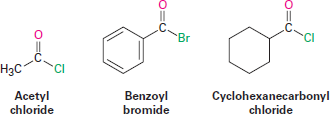 O
C
H₃C
Cl
Acetyl
chloride
O
C
Br
Benzoyl
bromide
O
C
Cl
Cyclohexanecarbonyl
chloride